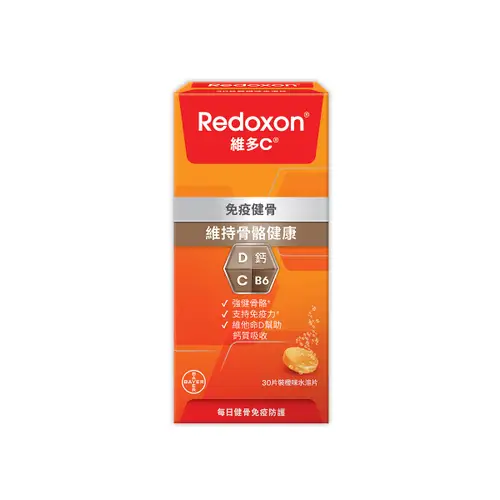 Redoxon®
維多C®
免疫健骨
維持骨骼健康
D 鈣
C B6
✓ 強健骨骼*
✓ 支持免疫力*
✓ 維他命D幫助
鈣質吸收
BAYER
30片裝橙味水溶片
每日健骨免疫防護